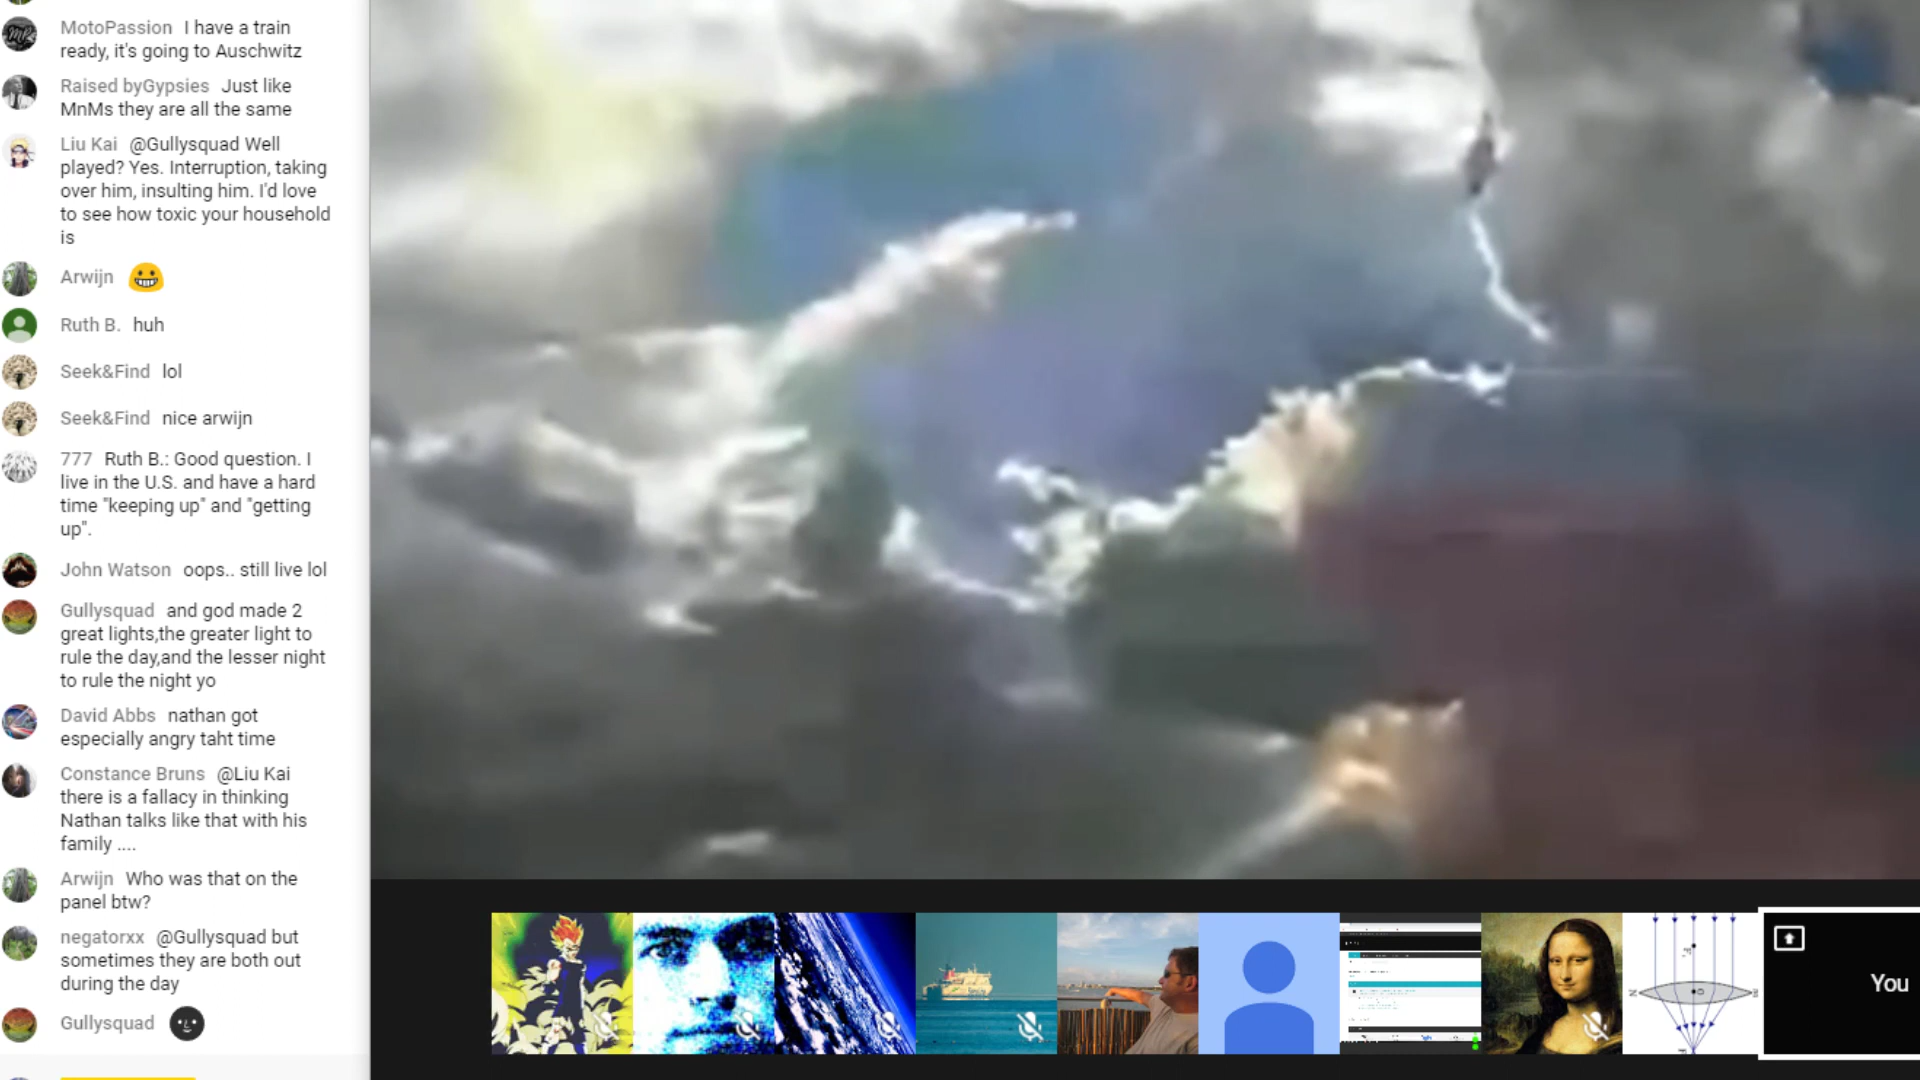 MotoPassion I have a train
ready, it's going to Auschwitz
Raised byGypsies Just like
MnMs they are all the same
Liu Kai @Gullysquad Well
played? Yes. Interruption, taking
over him, insulting him. I'd love
to see how toxic your household
is
Arwijn
Ruth B. huh
Seek&Find lol
Seek&Find nice arwijn
777 Ruth B.: Good question. I
live in the U.S. and have a hard
time "keeping up" and "getting
up".
John Watson oops.. still live lol
Gullysquad and god made 2
great lights,the greater light to
rule the day,and the lesser night
to rule the night yo
David Abbs nathan got
especially angry taht time
Constance Bruns @Liu Kai
there is a fallacy in thinking
Nathan talks like that with his
family ....
Arwijn Who was that on the
panel btw?
negatorxx @Gullysquad but
sometimes they are both out
during the day
Gullysquad
You